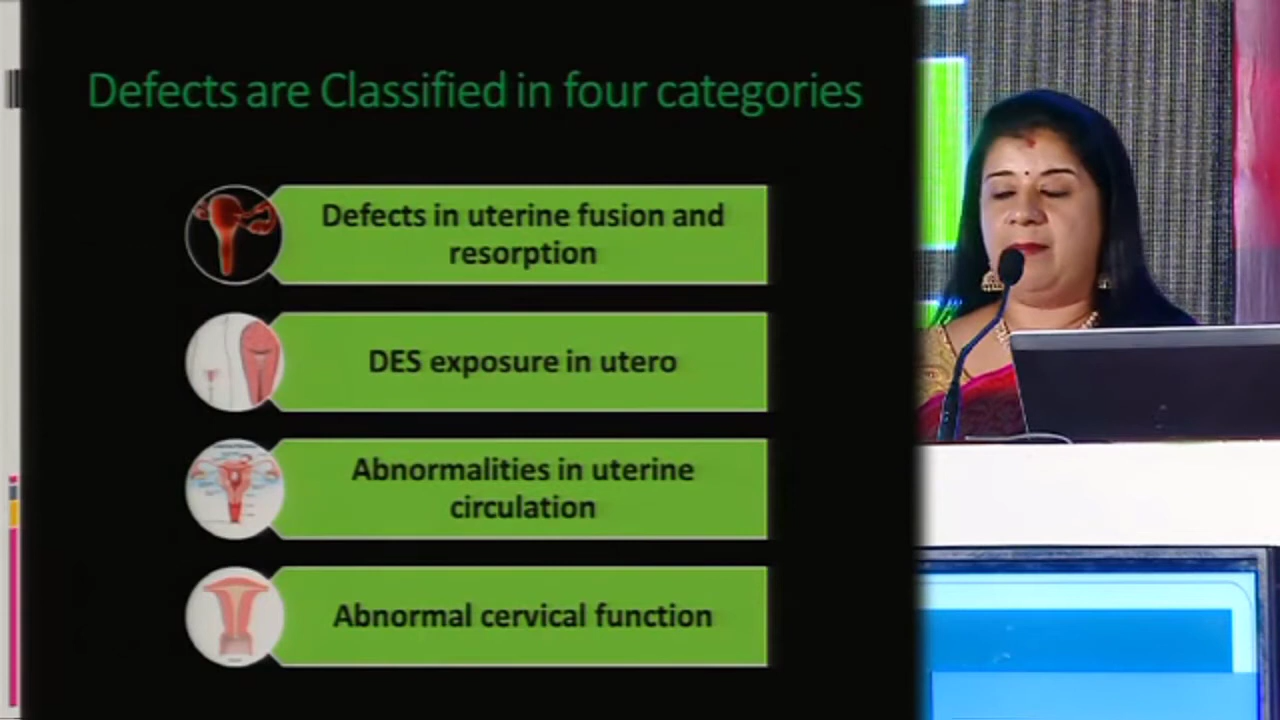 Defects are Classified in four categories
Defects in uterine fusion and
resorption
DES exposure in utero
Abnormalities in uterine
circulation
Abnormal cervical function